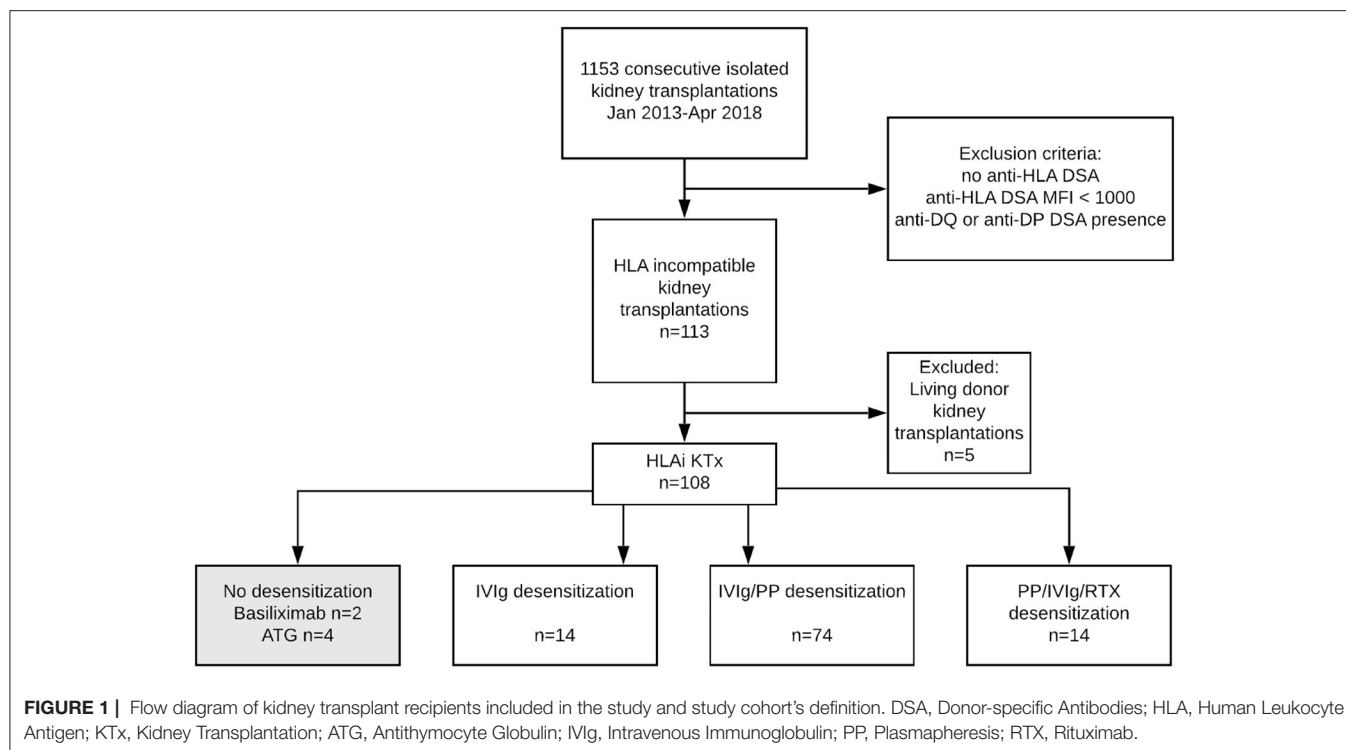 1153 consecutive isolated
kidney transplantations
Jan 2013-Apr 2018
Exclusion criteria:
no anti-HLA DSA
anti-HLA DSA MFI < 1000
anti-DQ or anti-DP DSA presence
HLA incompatible
kidney
transplantations
n=113
Excluded:
Living donor
kidney
transplantations
n=5
HLAi KTx
n=108
No desensitization
Basiliximab n=2
ATG n=4
IVIg desensitization
n=14
IVIg/PP desensitization
n=74
PP/IVIg/RTX
desensitization
n=14
FIGURE 1 | Flow diagram of kidney transplant recipients included in the study and study cohort's definition. DSA, Donor-specific Antibodies; HLA, Human Leukocyte
Antigen; KTx, Kidney Transplantation; ATG, Antithymocyte Globulin; IVIg, Intravenous Immunoglobulin; PP, Plasmapheresis; RTX, Rituximab.